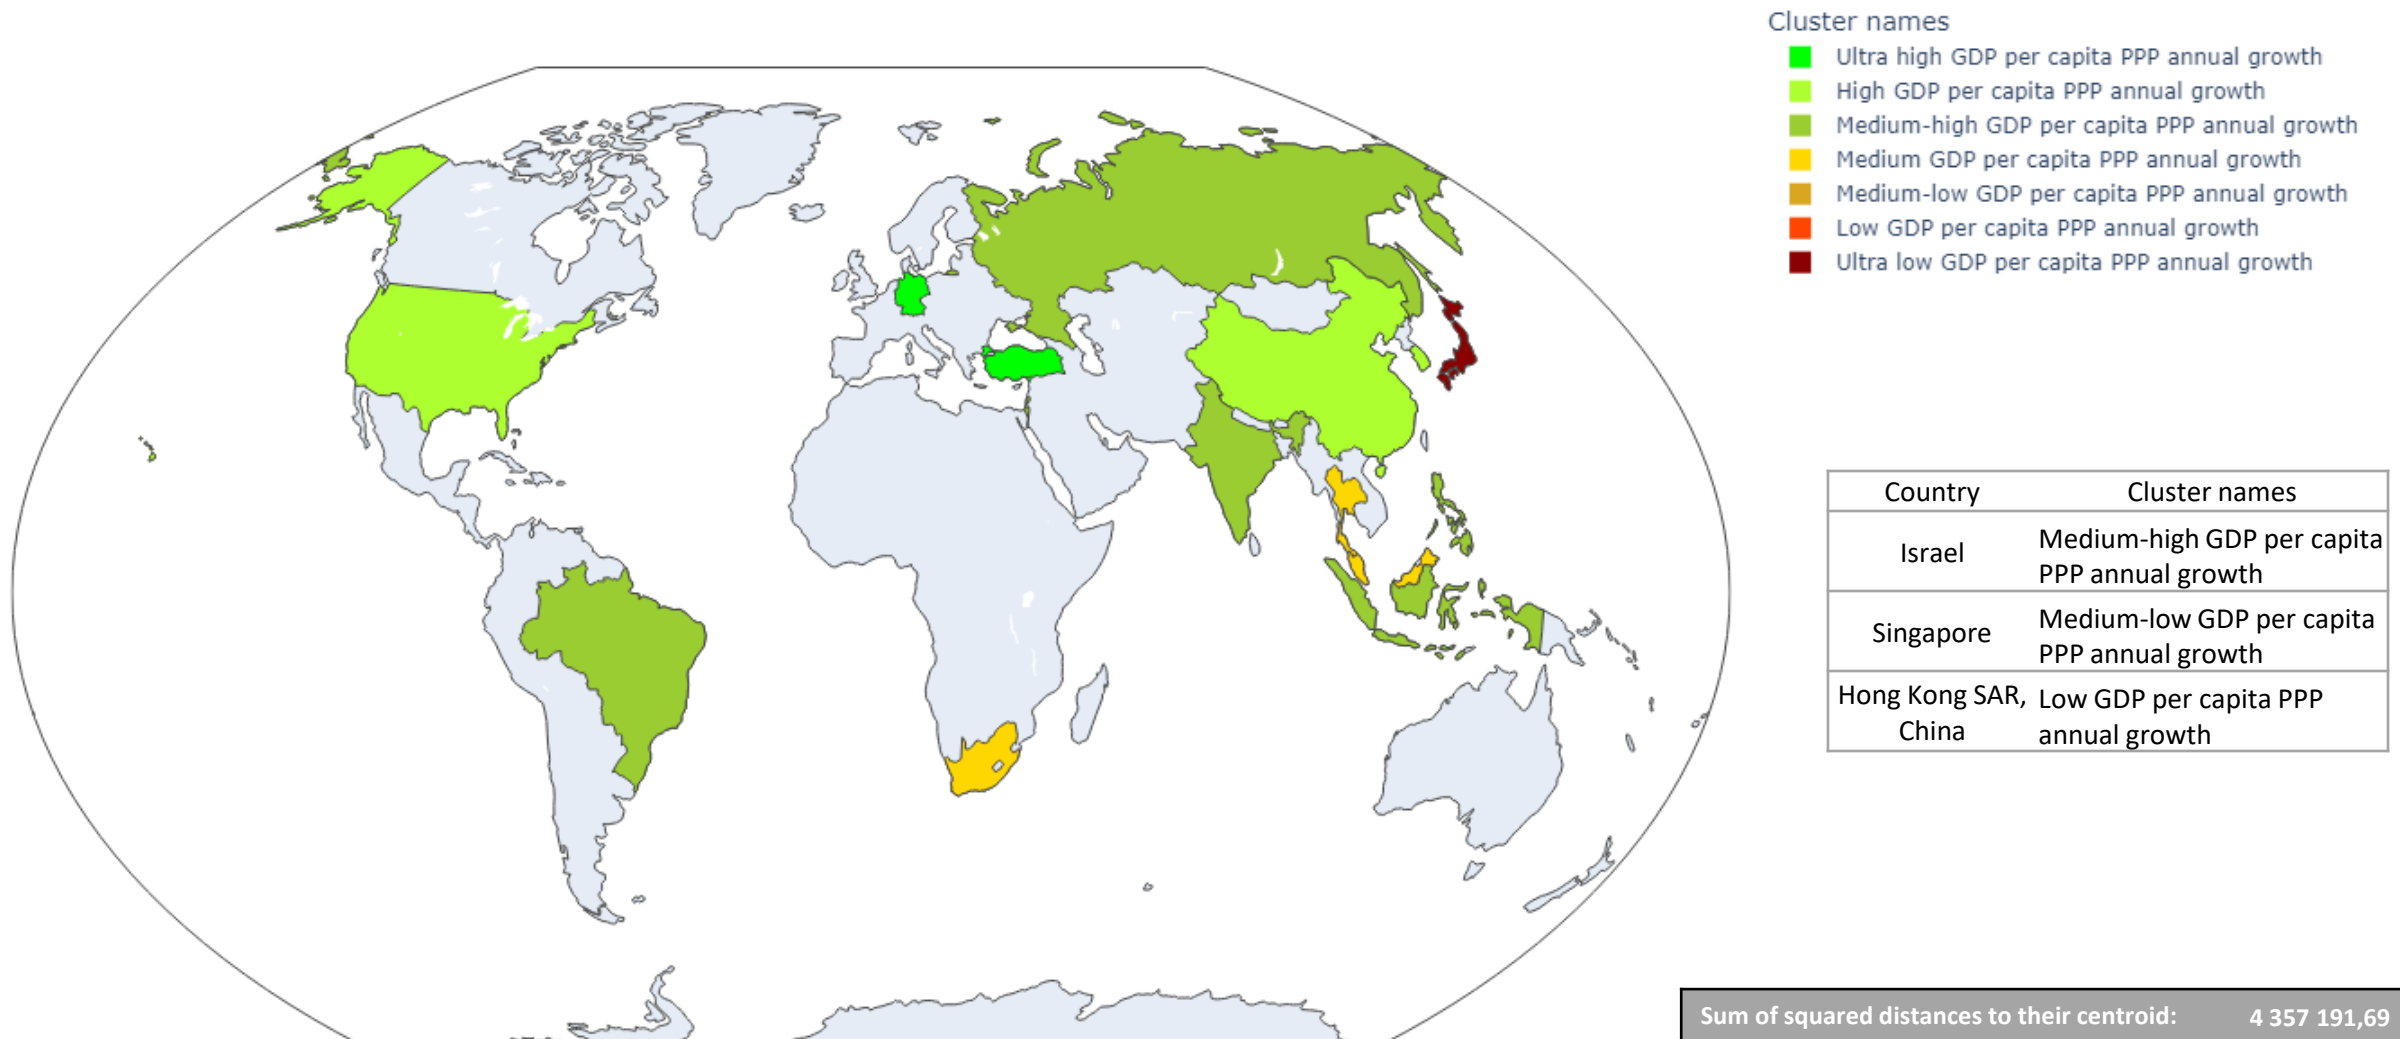 Cluster names
Ultra high GDP per capita PPP annual growth
High GDP per capita PPP annual growth
Medium-high GDP per capita PPP annual growth
Medium GDP per capita PPP annual growth
Medium-low GDP per capita PPP annual growth
Low GDP per capita PPP annual growth
Ultra low GDP per capita PPP annual growth
Country Cluster names
Israel Medium-high GDP per capita
PPP annual growth
Singapore Medium-low GDP per capita
PPP annual growth
Hong Kong SAR, Low GDP per capita PPP
China annual growth
Sum of squared distances to their centroid: 4 357 191,69